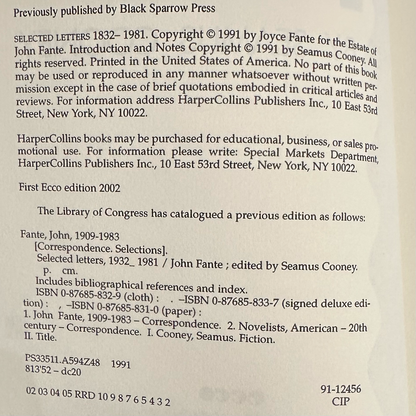 Previously published by Black Sparrow Press
SELECTED LETTERS 1832– 1981. Copyright © 1991 by Joyce Fante for the Estate of
John Fante. Introduction and Notes Copyright © 1991 by Seamus Cooney. All
rights reserved. Printed in the United States of America. No part of this book
may be used or reproduced in any manner whatsoever without written per-
mission except in the case of brief quotations embodied in critical articles and
reviews. For information address HarperCollins Publishers Inc., 10 East 53rd
Street, New York, NY 10022.
HarperCollins books may be purchased for educational, business, or sales pro-
motional use. For information please write: Special Markets Department,
HarperCollins Publishers Inc., 10 East 53rd Street, New York, NY 10022.
First Ecco edition 2002
The Library of Congress has catalogued a previous edition as follows:
Fante, John, 1909-1983
[Correspondence. Selections].
Selected letters, 1932_ 1981 / John Fante ; edited by Seamus Cooney.
p. cm.
Includes bibliographical references and index.
ISBN 0-87685-832-9 (cloth) : . –ISBN 0-87685-833-7 (signed deluxe edi-
tion) : , –ISBN 0-87685-831-0 (paper) :
1. John Fante, 1909-1983 – Correspondence. 2. Novelists, American – 20th
century – Correspondence. I. Cooney, Seamus. Fiction.
II. Title.
PS33511.A594Z48 1991
813'52 – dc20
91-12456
CIP
02 03 04 05 RRD 10 9 8 7 6 5 4 3 2